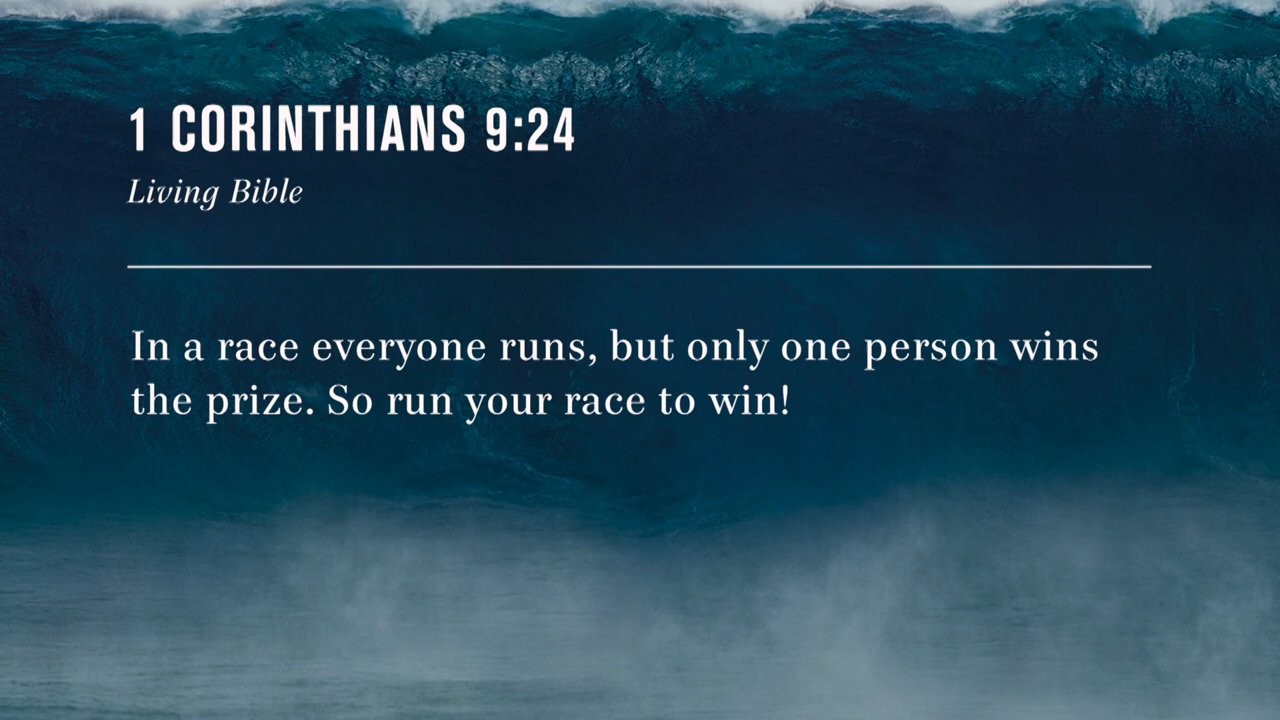 1 CORINTHIANS 9:24
Living Bible
In a race everyone runs, but only one person wins
the prize. So run your race to win!